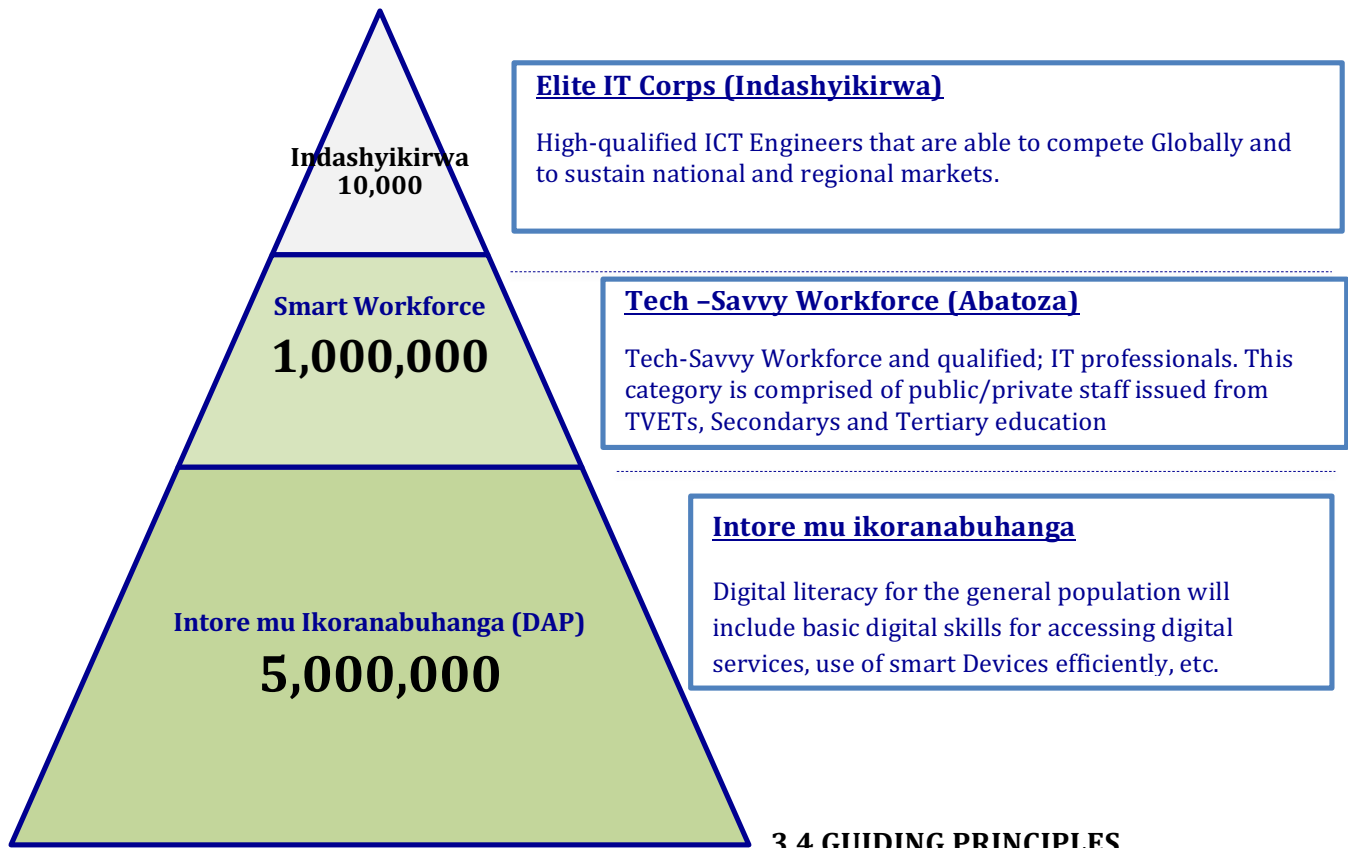 Indashyikirwa
10,000
Elite IT Corps (Indashyikirwa)
High-qualified ICT Engineers that are able to compete Globally and
to sustain national and regional markets.
Smart Workforce
1,000,000
Tech –Savvy Workforce (Abatoza)
Tech-Savvy Workforce and qualified; IT professionals. This
category is comprised of public/private staff issued from
TVETs, Secondarys and Tertiary education
Intore mu Ikoranabuhanga (DAP)
5,000,000
Intore mu ikoranabuhanga
Digital literacy for the general population will
include basic digital skills for accessing digital
services, use of smart Devices efficiently, etc.
3.4 GUIDING PRINCIPLES